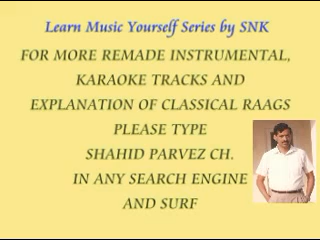 Learn Music Yourself Series by SNK
FOR MORE REMADE INSTRUMENTAL,
KARAOKE TRACKS AND
EXPLANATION OF CLASSICAL RAAGS
PLEASE TYPE
SHAHID PARVEZ CH.
IN ANY SEARCH ENGINE
AND SURF